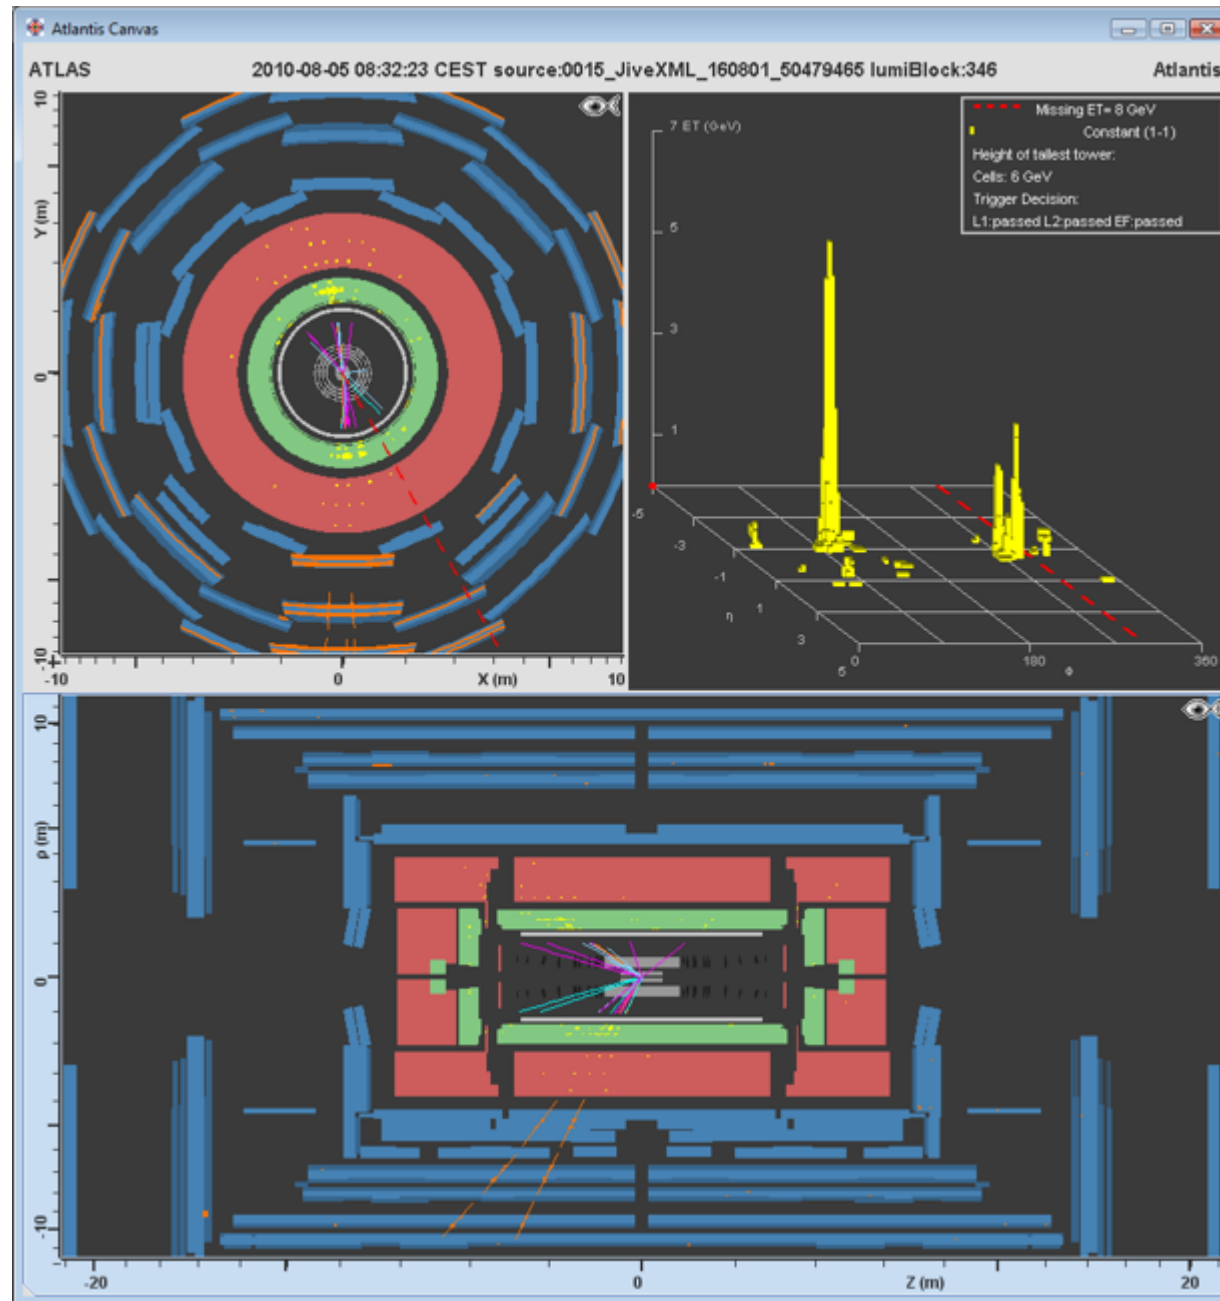 Atlantis Canvas
ATLAS 2010-08-05 08:32:23 CEST source:0015_JiveXML_160801_50479465 lumiBlock:346 Atlantis
10
Y (m)
0
-10
-10 0 X (m) 10
7 ET (GeV)
5
3
1
-5
-3
-1
η
1
3
5
0
180
Φ
360
Missing ET= 8 GeV
Constant (1-1)
Height of tallest tower:
Cells: 6 GeV
Trigger Decision:
L1:passed L2:passed EF:passed
10
ρ (m)
0
-10
-20 0 Z (m) 20